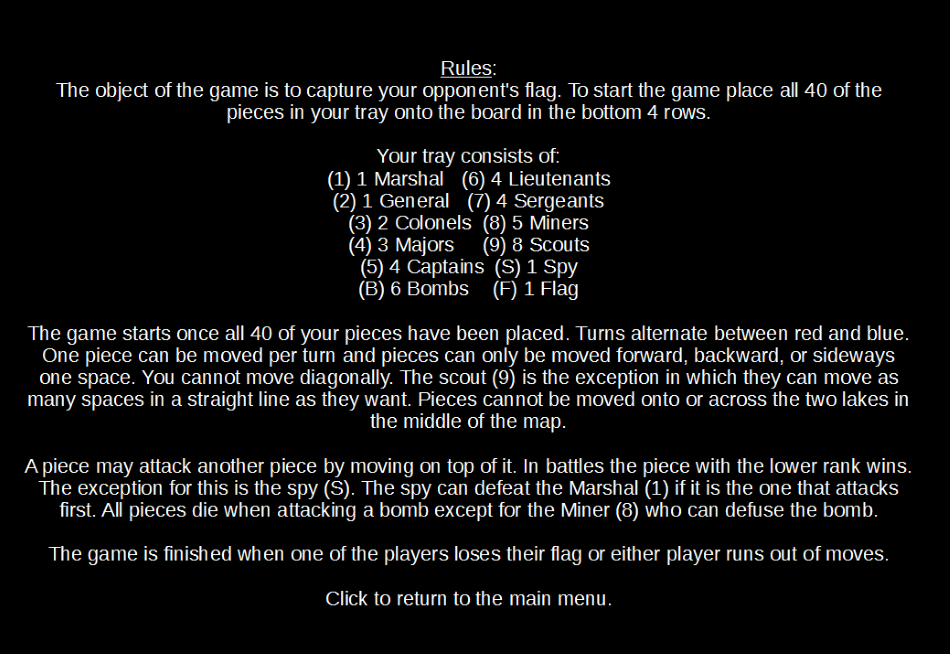 Rules:
The object of the game is to capture your opponent's flag. To start the game place all 40 of the
pieces in your tray onto the board in the bottom 4 rows.
Your tray consists of:
(1) 1 Marshal (6) 4 Lieutenants
(2) 1 General (7) 4 Sergeants
(3) 2 Colonels (8) 5 Miners
(4) 3 Majors (9) 8 Scouts
(5) 4 Captains (S) 1 Spy
(B) 6 Bombs (F) 1 Flag
The game starts once all 40 of your pieces have been placed. Turns alternate between red and blue.
One piece can be moved per turn and pieces can only be moved forward, backward, or sideways
one space. You cannot move diagonally. The scout (9) is the exception in which they can move as
many spaces in a straight line as they want. Pieces cannot be moved onto or across the two lakes in
the middle of the map.
A piece may attack another piece by moving on top of it. In battles the piece with the lower rank wins.
The exception for this is the spy (S). The spy can defeat the Marshal (1) if it is the one that attacks
first. All pieces die when attacking a bomb except for the Miner (8) who can defuse the bomb.
The game is finished when one of the players loses their flag or either player runs out of moves.
Click to return to the main menu.